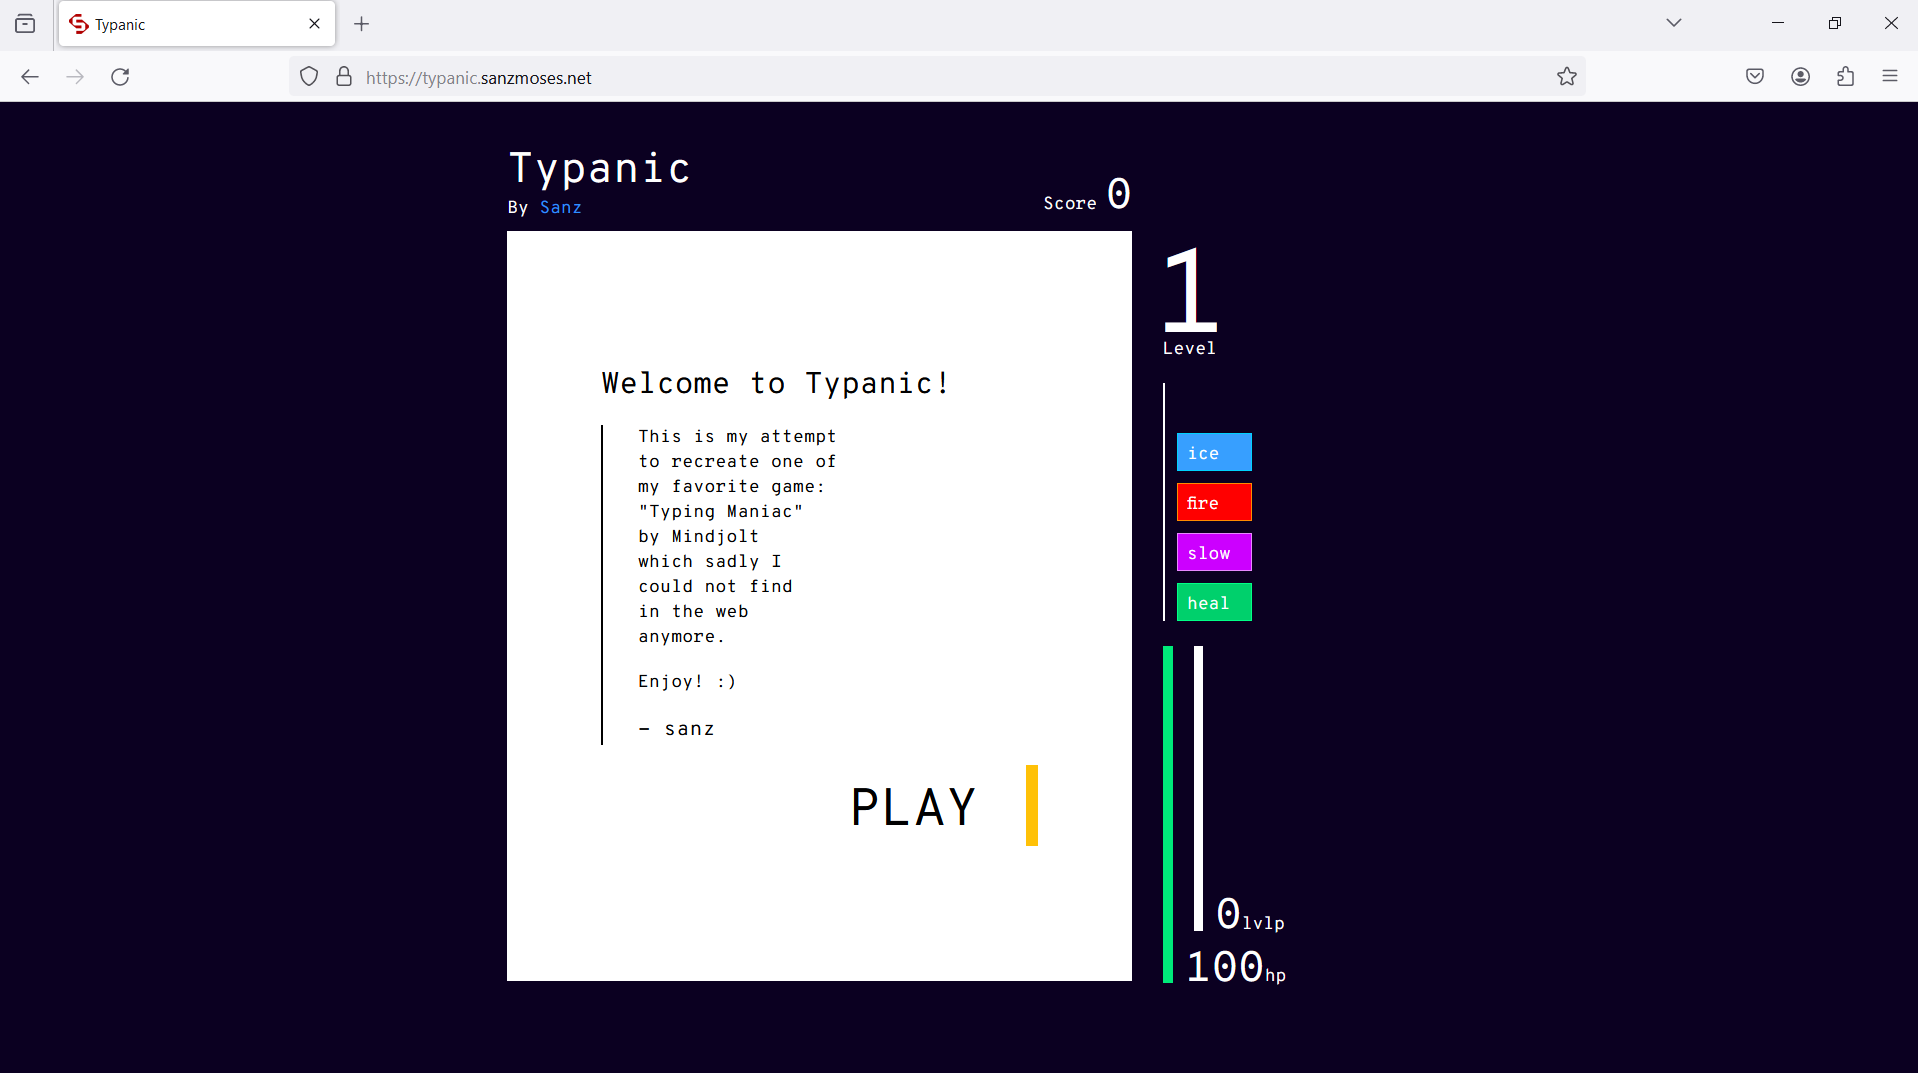 Typanic
https://typanic.sanzmoses.net
Typanic
By Sanz
Score 0
1
Level
Welcome to Typanic!
This is my attempt
to recreate one of
my favorite game:
"Typing Maniac"
by Mindjolt
which sadly I
could not find
in the web
anymore.
Enjoy! :)
— sanz
PLAY
ice
fire
slow
heal
0lvlp
100hp